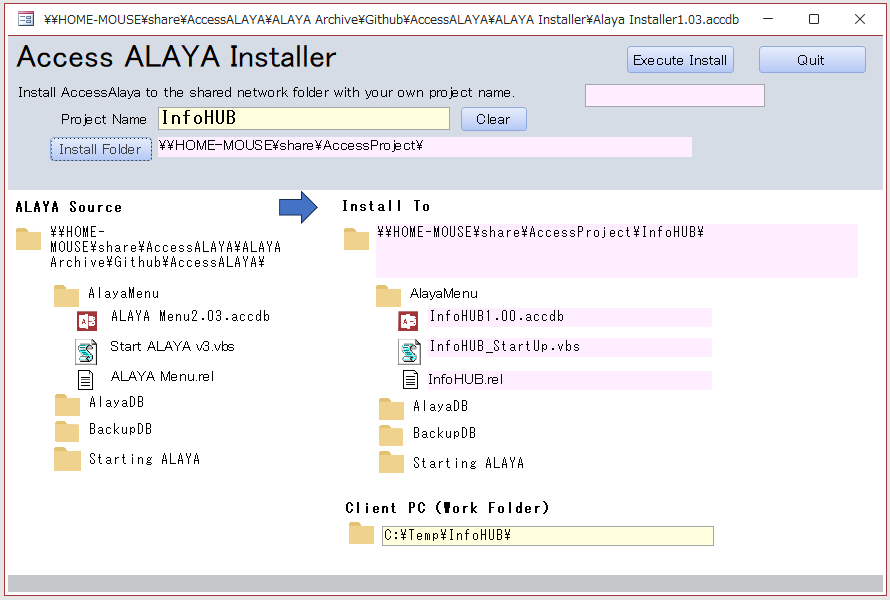 ¥¥HOME-MOUSE¥share¥AccessALAYA¥ALAYA Archive¥Github¥AccessALAYA¥ALAYA Installer¥Alaya Installer1.03.accdb
Access ALAYA Installer
Execute Install
Quit
Install AccessAlaya to the shared network folder with your own project name.
Project Name
InfoHUB
Clear
Install Folder
¥¥HOME-MOUSE¥share¥AccessProject¥
ALAYA Source
Install To
¥¥HOME-
MOUSE¥share¥AccessALAYA¥ALAYA
Archive¥Github¥AccessALAYA¥
¥¥HOME-MOUSE¥share¥AccessProject¥InfoHUB¥
AlayaMenu
AlayaMenu
ALAYA Menu2.03.accdb
InfoHUB1.00.accdb
Start ALAYA v3.vbs
InfoHUB_StartUp.vbs
ALAYA Menu.rel
InfoHUB.rel
AlayaDB
AlayaDB
BackupDB
BackupDB
Starting ALAYA
Starting ALAYA
Client PC (Work Folder)
C:¥Temp¥InfoHUB¥